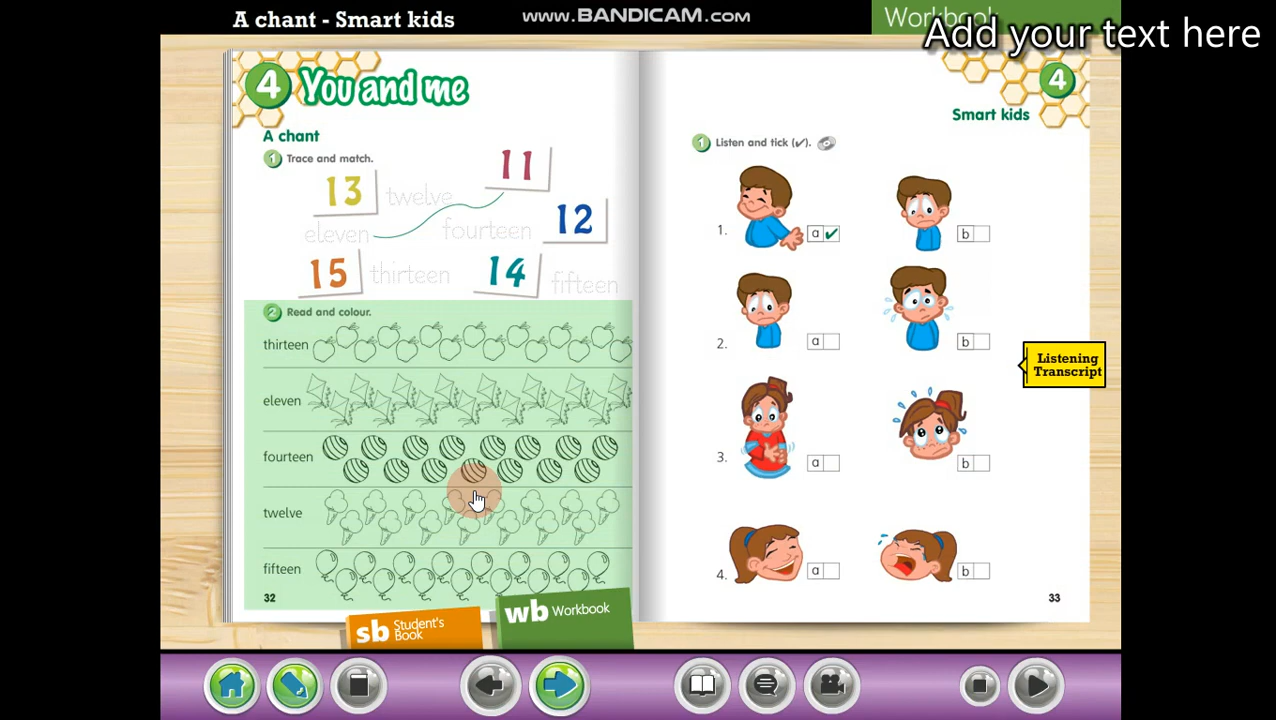 A chant - Smart kids
www.BANDICAM.com
Workbook
Add your text here
4 You and me
A chant
1 Trace and match.
13 twelve 11
eleven fourteen 12
15 thirteen 14 fifteen
2 Read and colour.
thirteen
eleven
fourteen
twelve
fifteen
32
sb Student's
Book
wb Workbook
4
Smart kids
1 Listen and tick (✔).
1. a ✔ b
2. a b
3. a b
4. a b
33
Listening
Transcript